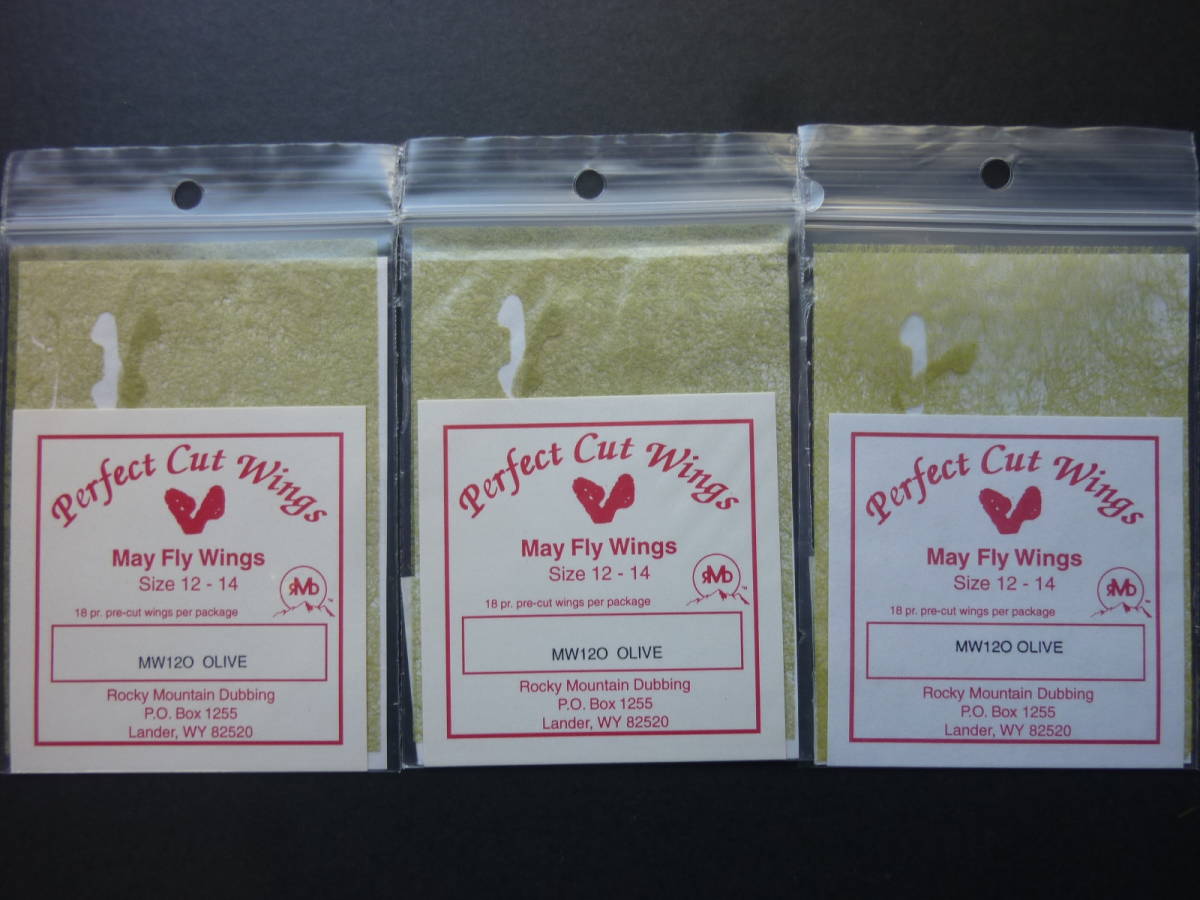 Perfect Cut Wings
May Fly Wings
Size 12 - 14
RMD
18 pr. pre-cut wings per package
MW12O OLIVE
Rocky Mountain Dubbing
P.O. Box 1255
Lander, WY 82520
Perfect Cut Wings
May Fly Wings
Size 12 - 14
RMD
TM
18 pr. pre-cut wings per package
MW12O OLIVE
Rocky Mountain Dubbing
P.O. Box 1255
Lander, WY 82520
Perfect Cut Wings
May Fly Wings
Size 12 - 14
RMD
18 pr. pre-cut wings per package
MW12O OLIVE
Rocky Mountain Dubbing
P.O. Box 1255
Lander, WY 82520